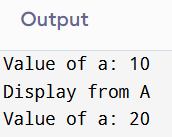 Output
Value of a: 10
Display from A
Value of a: 20